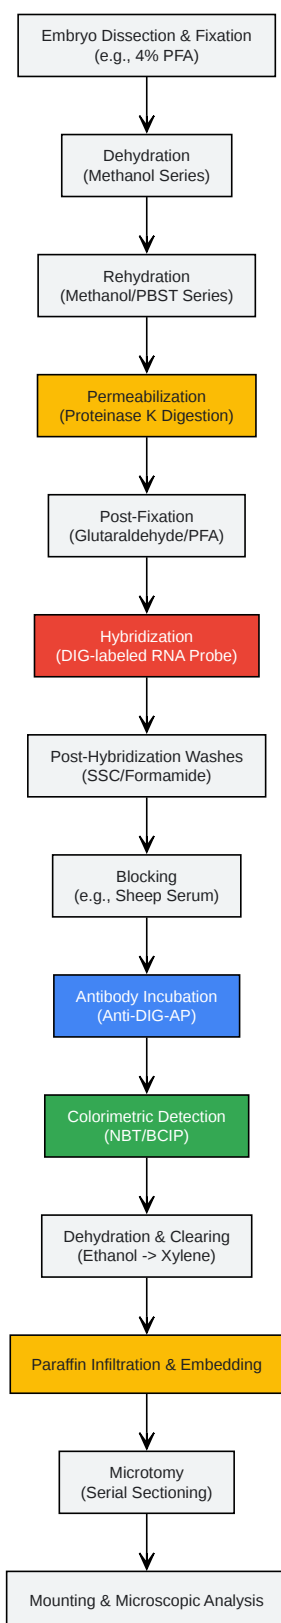 Embryo Dissection & Fixation
(e.g., 4% PFA)
Dehydration
(Methanol Series)
Rehydration
(Methanol/PBST Series)
Permeabilization
(Proteinase K Digestion)
Post-Fixation
(Glutaraldehyde/PFA)
Hybridization
(DIG-labeled RNA Probe)
Post-Hybridization Washes
(SSC/Formamide)
Blocking
(e.g., Sheep Serum)
Antibody Incubation
(Anti-DIG-AP)
Colorimetric Detection
(NBT/BCIP)
Dehydration & Clearing
(Ethanol -> Xylene)
Paraffin Infiltration & Embedding
Microtomy
(Serial Sectioning)
Mounting & Microscopic Analysis